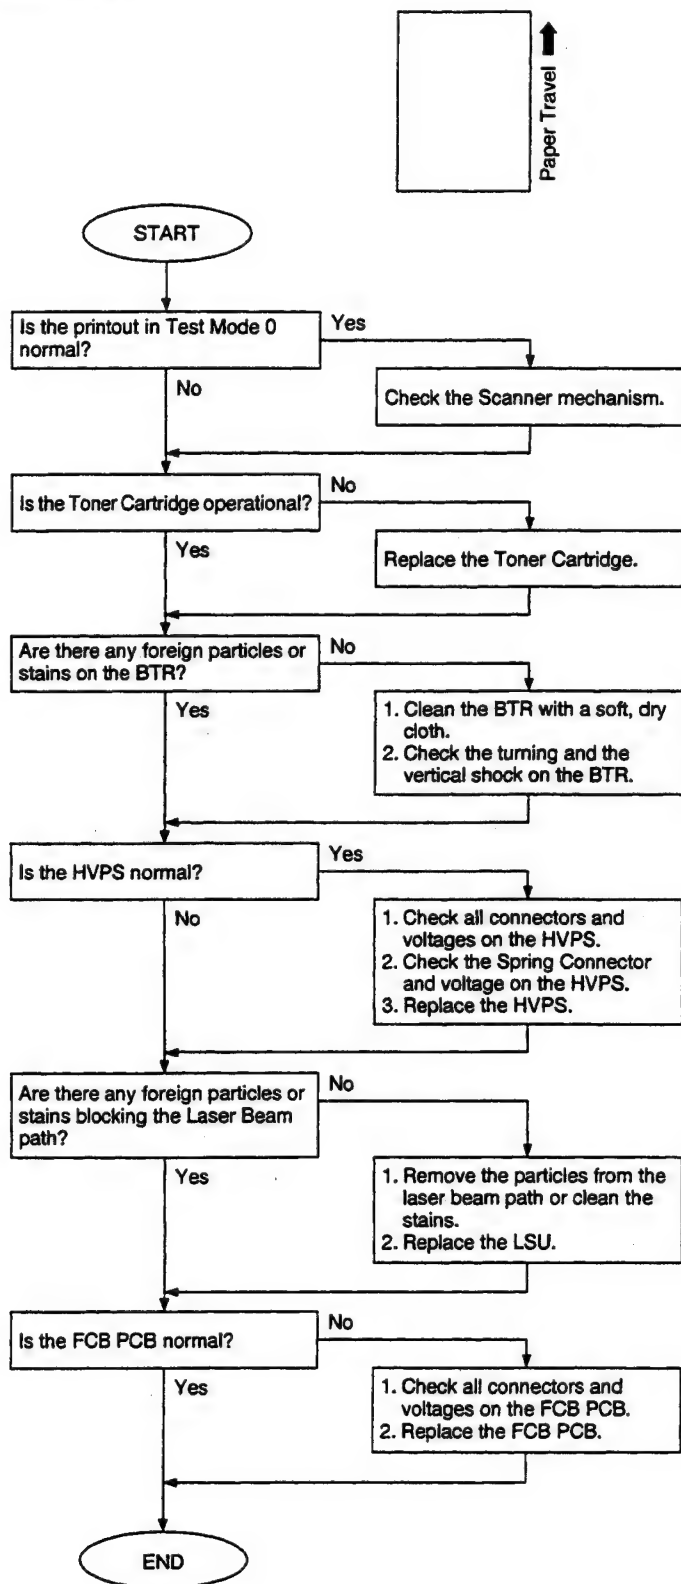 Paper Travel
START
Is the printout in Test Mode 0
normal?
Yes
No
Check the Scanner mechanism.
Is the Toner Cartridge operational?
No
Yes
Replace the Toner Cartridge.
Are there any foreign particles or
stains on the BTR?
No
Yes
1. Clean the BTR with a soft, dry
cloth.
2. Check the turning and the
vertical shock on the BTR.
Is the HVPS normal?
Yes
No
1. Check all connectors and
voltages on the HVPS.
2. Check the Spring Connector
and voltage on the HVPS.
3. Replace the HVPS.
Are there any foreign particles or
stains blocking the Laser Beam
path?
No
Yes
1. Remove the particles from the
laser beam path or clean the
stains.
2. Replace the LSU.
Is the FCB PCB normal?
No
Yes
1. Check all connectors and
voltages on the FCB PCB.
2. Replace the FCB PCB.
END